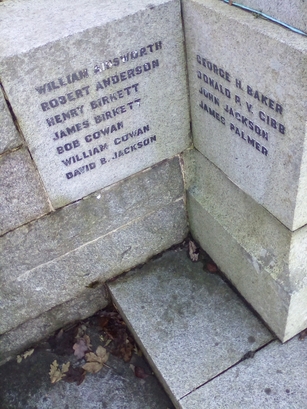 WILLIAM AINSWORTH
ROBERT ANDERSON
HENRY BIRKETT
JAMES BIRKETT
BOB COWAN
WILLIAM COWAN
DAVID B. JACKSON
GEORGE H. BAKER
DONALD P. V. GIBB
JOHN JACKSON
JAMES PALMER